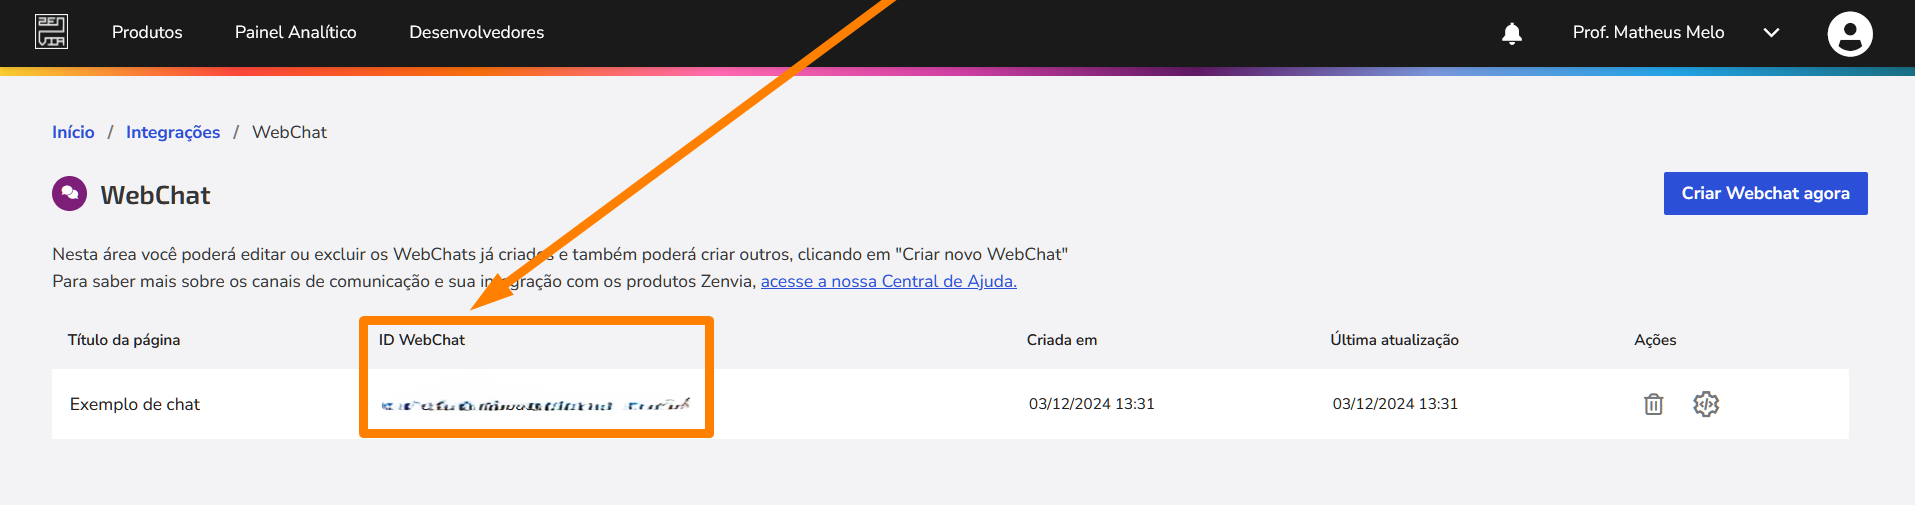 ZENVIA
Produtos
Painel Analítico
Desenvolvedores
Prof. Matheus Melo
Início / Integrações / WebChat
WebChat
Criar Webchat agora
Nesta área você poderá editar ou excluir os WebChats já criados e também poderá criar outros, clicando em "Criar novo WebChat"
Para saber mais sobre os canais de comunicação e sua integração com os produtos Zenvia, acesse a nossa Central de Ajuda.
Título da página
ID WebChat
Criada em
Última atualização
Ações
Exemplo de chat
03/12/2024 13:31
03/12/2024 13:31